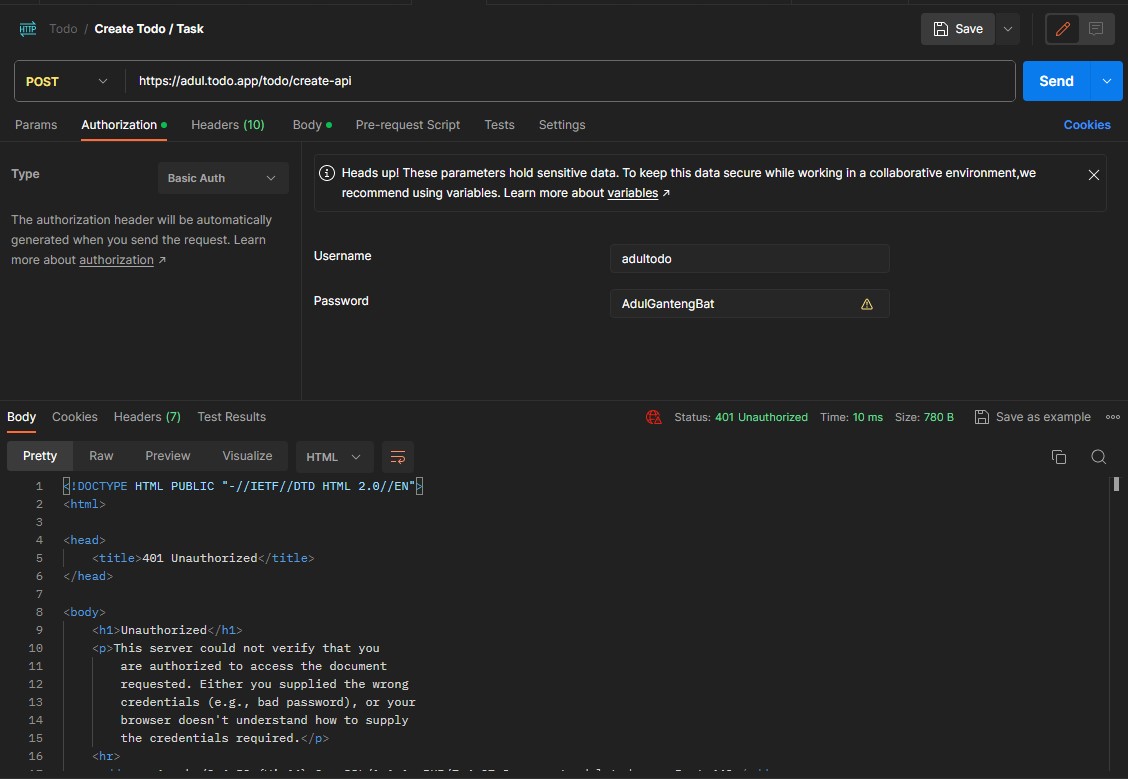 HTTP Todo / Create Todo / Task Save
POST https://adul.todo.app/todo/create-api Send
Params Authorization Headers (10) Body Pre-request Script Tests Settings Cookies
Type Basic Auth
The authorization header will be automatically
generated when you send the request. Learn
more about authorization ↗
Heads up! These parameters hold sensitive data. To keep this data secure while working in a collaborative environment,we
recommend using variables. Learn more about variables ↗
Username adultodo
Password AdulGantengBat
Body Cookies Headers (7) Test Results Status: 401 Unauthorized Time: 10 ms Size: 780 B Save as example
Pretty Raw Preview Visualize HTML
1 <!DOCTYPE HTML PUBLIC "-//IETF//DTD HTML 2.0//EN">
2 <html>
3
4 <head>
5 <title>401 Unauthorized</title>
6 </head>
7
8 <body>
9 <h1>Unauthorized</h1>
10 <p>This server could not verify that you
11 are authorized to access the document
12 requested. Either you supplied the wrong
13 credentials (e.g., bad password), or your
14 browser doesn't understand how to supply
15 the credentials required.</p>
16 <hr>